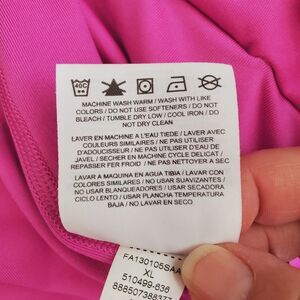 40C
MACHINE WASH WARM / WASH WITH LIKE
COLORS / DO NOT USE SOFTENERS / DO NOT
BLEACH / TUMBLE DRY LOW / COOL IRON / DO
NOT DRY CLEAN
LAVER EN MACHINE A L'EAU TIEDE / LAVER AVEC
COULEURS SIMILAIRES / NE PAS UTILISER
D'ADOUCISSEUR / NE PAS UTILISER D'EAU DE
JAVEL / SECHER EN MACHINE CYCLE DELICAT /
REPASSER FER FROID / NE PAS NETTOYER A SEC
LAVAR A MAQUINA EN AGUA TIBIA / LAVAR CON
COLORES SIMILARES / NO USAR SUAVIZANTES / NO
USAR BLANQUEADORES / USAR SECADORA
CICLO LENTO / USAR PLANCHA TEMPERATURA
BAJA / NO LAVAR EN SECO
FA130105SAA
XL
510499-636
888507388377